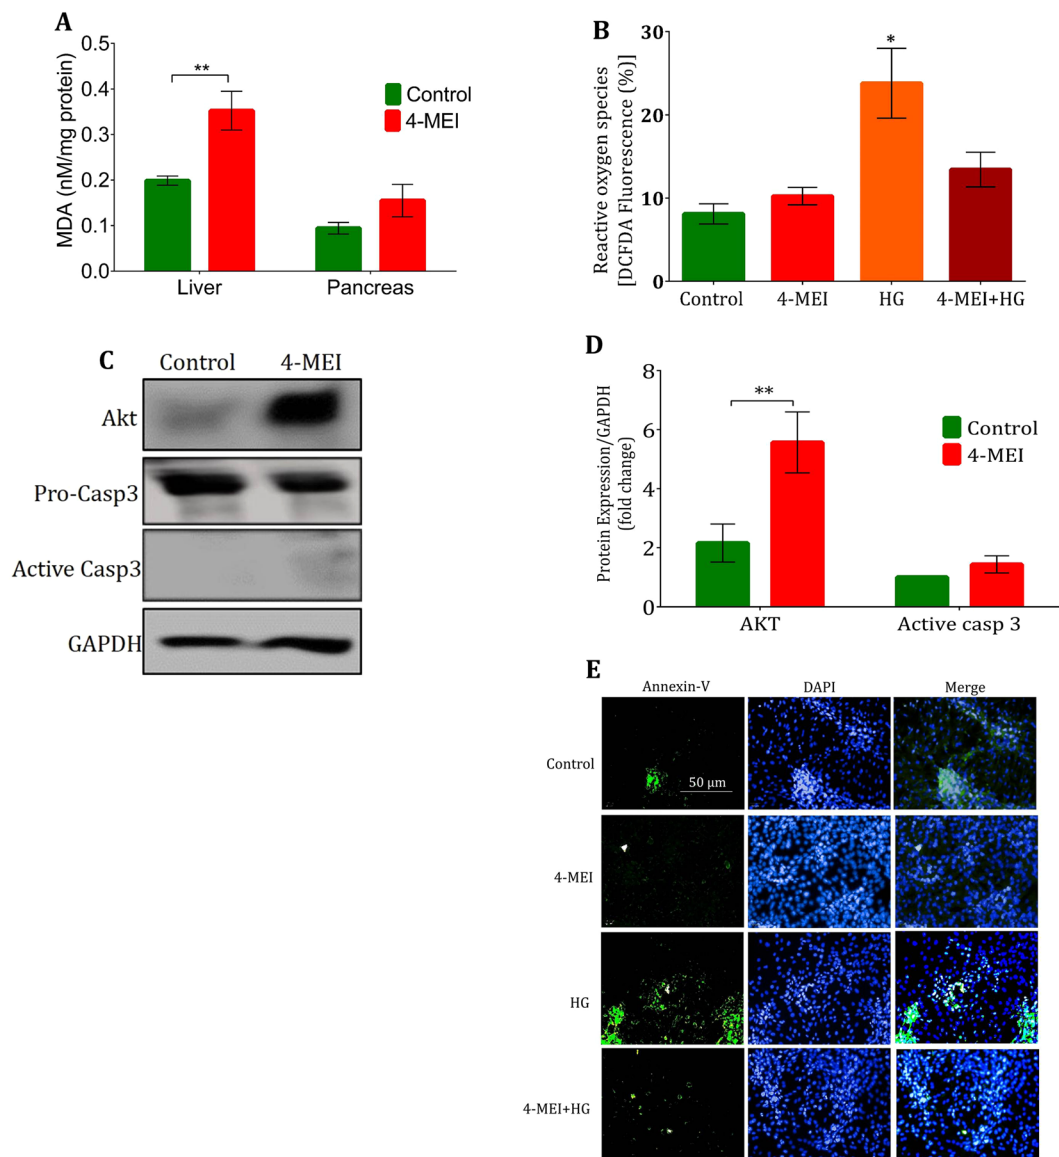 A
MDA (nM/mg protein)
0.5
0.4
0.3
0.2
0.1
0.0
**
Control
4-MEI
Liver
Pancreas
B
Reactive oxygen species
[DCFDA Fluorescence (%)]
30
20
10
0
*
Control
4-MEI
HG
4-MEI+HG
C
Control
4-MEI
Akt
Pro-Casp3
Active Casp3
GAPDH
D
Protein Expression/GAPDH
(fold change)
8
6
4
2
0
**
Control
4-MEI
AKT
Active casp 3
E
Annexin-V
DAPI
Merge
Control
50 μm
4-MEI
HG
4-MEI+HG